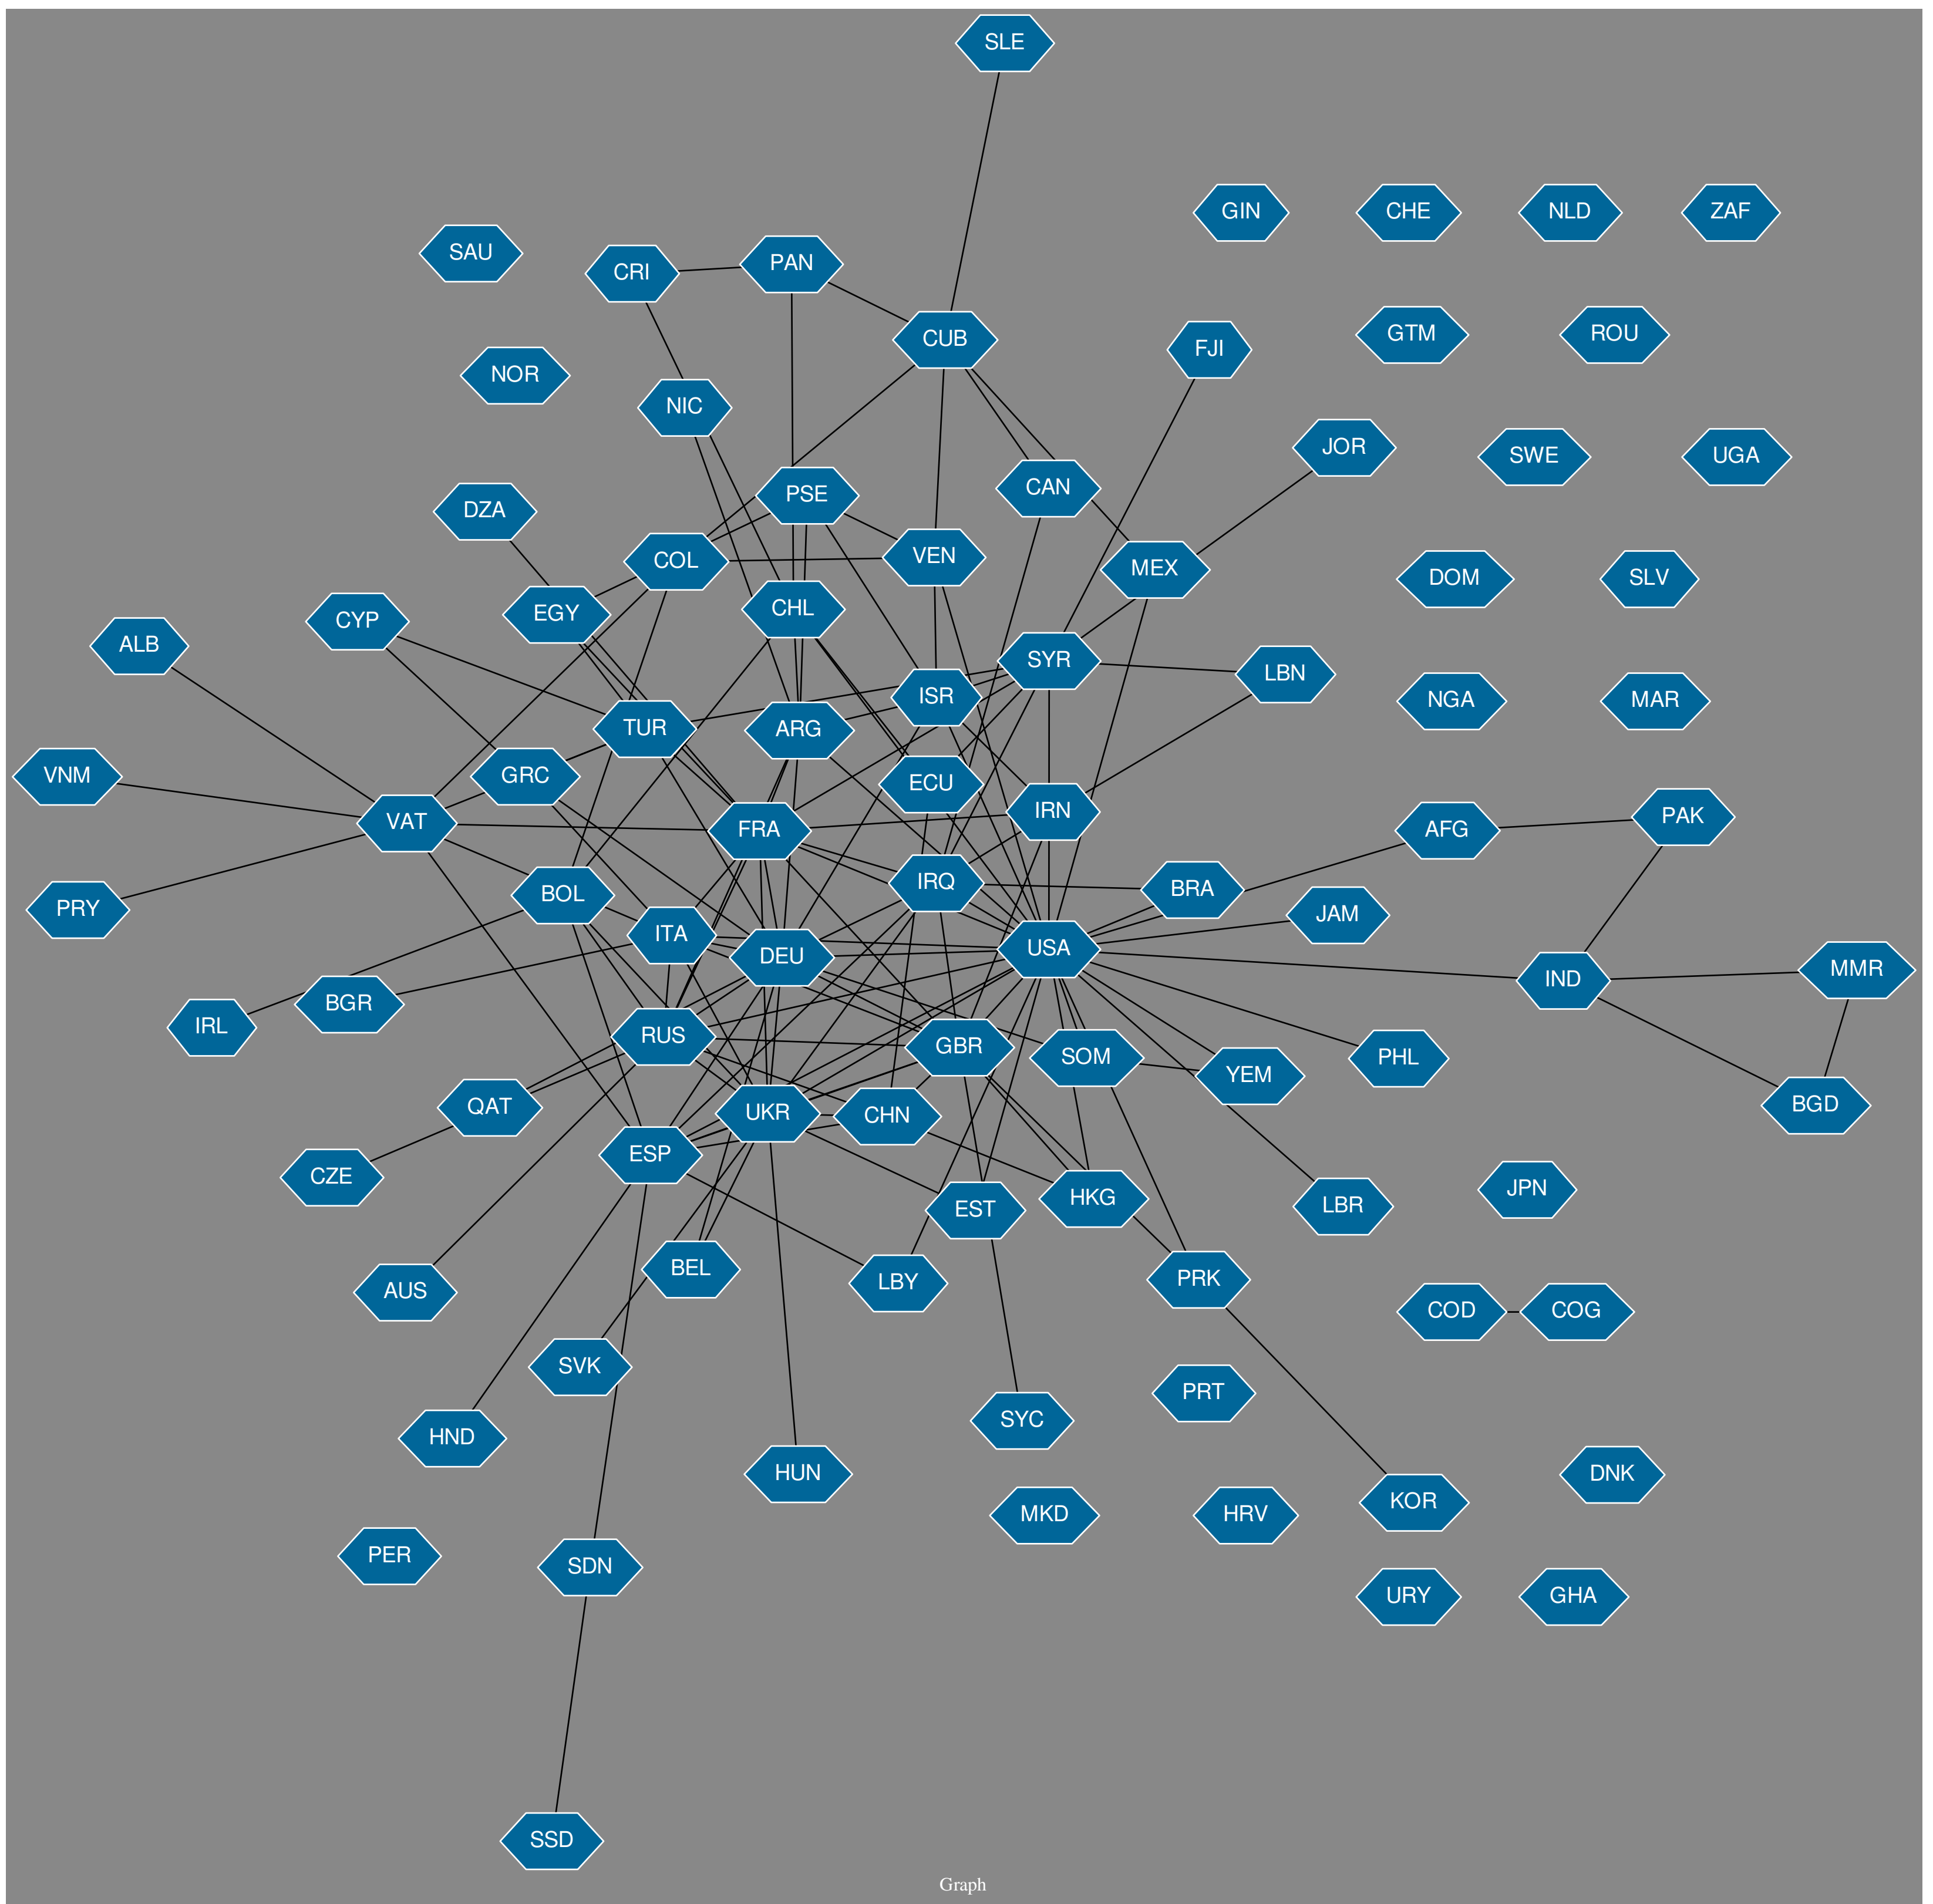 SLE
GIN
CHE
NLD
ZAF
SAU
CRI
PAN
CUB
GTM
ROU
FJI
NOR
NIC
JOR
SWE
UGA
PSE
CAN
DZA
COL
VEN
MEX
DOM
SLV
EGY
CHL
CYP
ALB
SYR
LBN
ISR
NGA
MAR
TUR
ARG
VNM
GRC
ECU
IRN
PAK
VAT
FRA
AFG
BOL
IRQ
BRA
PRY
JAM
ITA
DEU
USA
IND
MMR
BGR
IRL
RUS
GBR
SOM
PHL
YEM
QAT
UKR
CHN
BGD
ESP
CZE
JPN
HKG
EST
LBR
BEL
LBY
PRK
AUS
COD
COG
SVK
PRT
HND
SYC
HUN
DNK
KOR
MKD
HRV
PER
SDN
URY
GHA
SSD
Graph